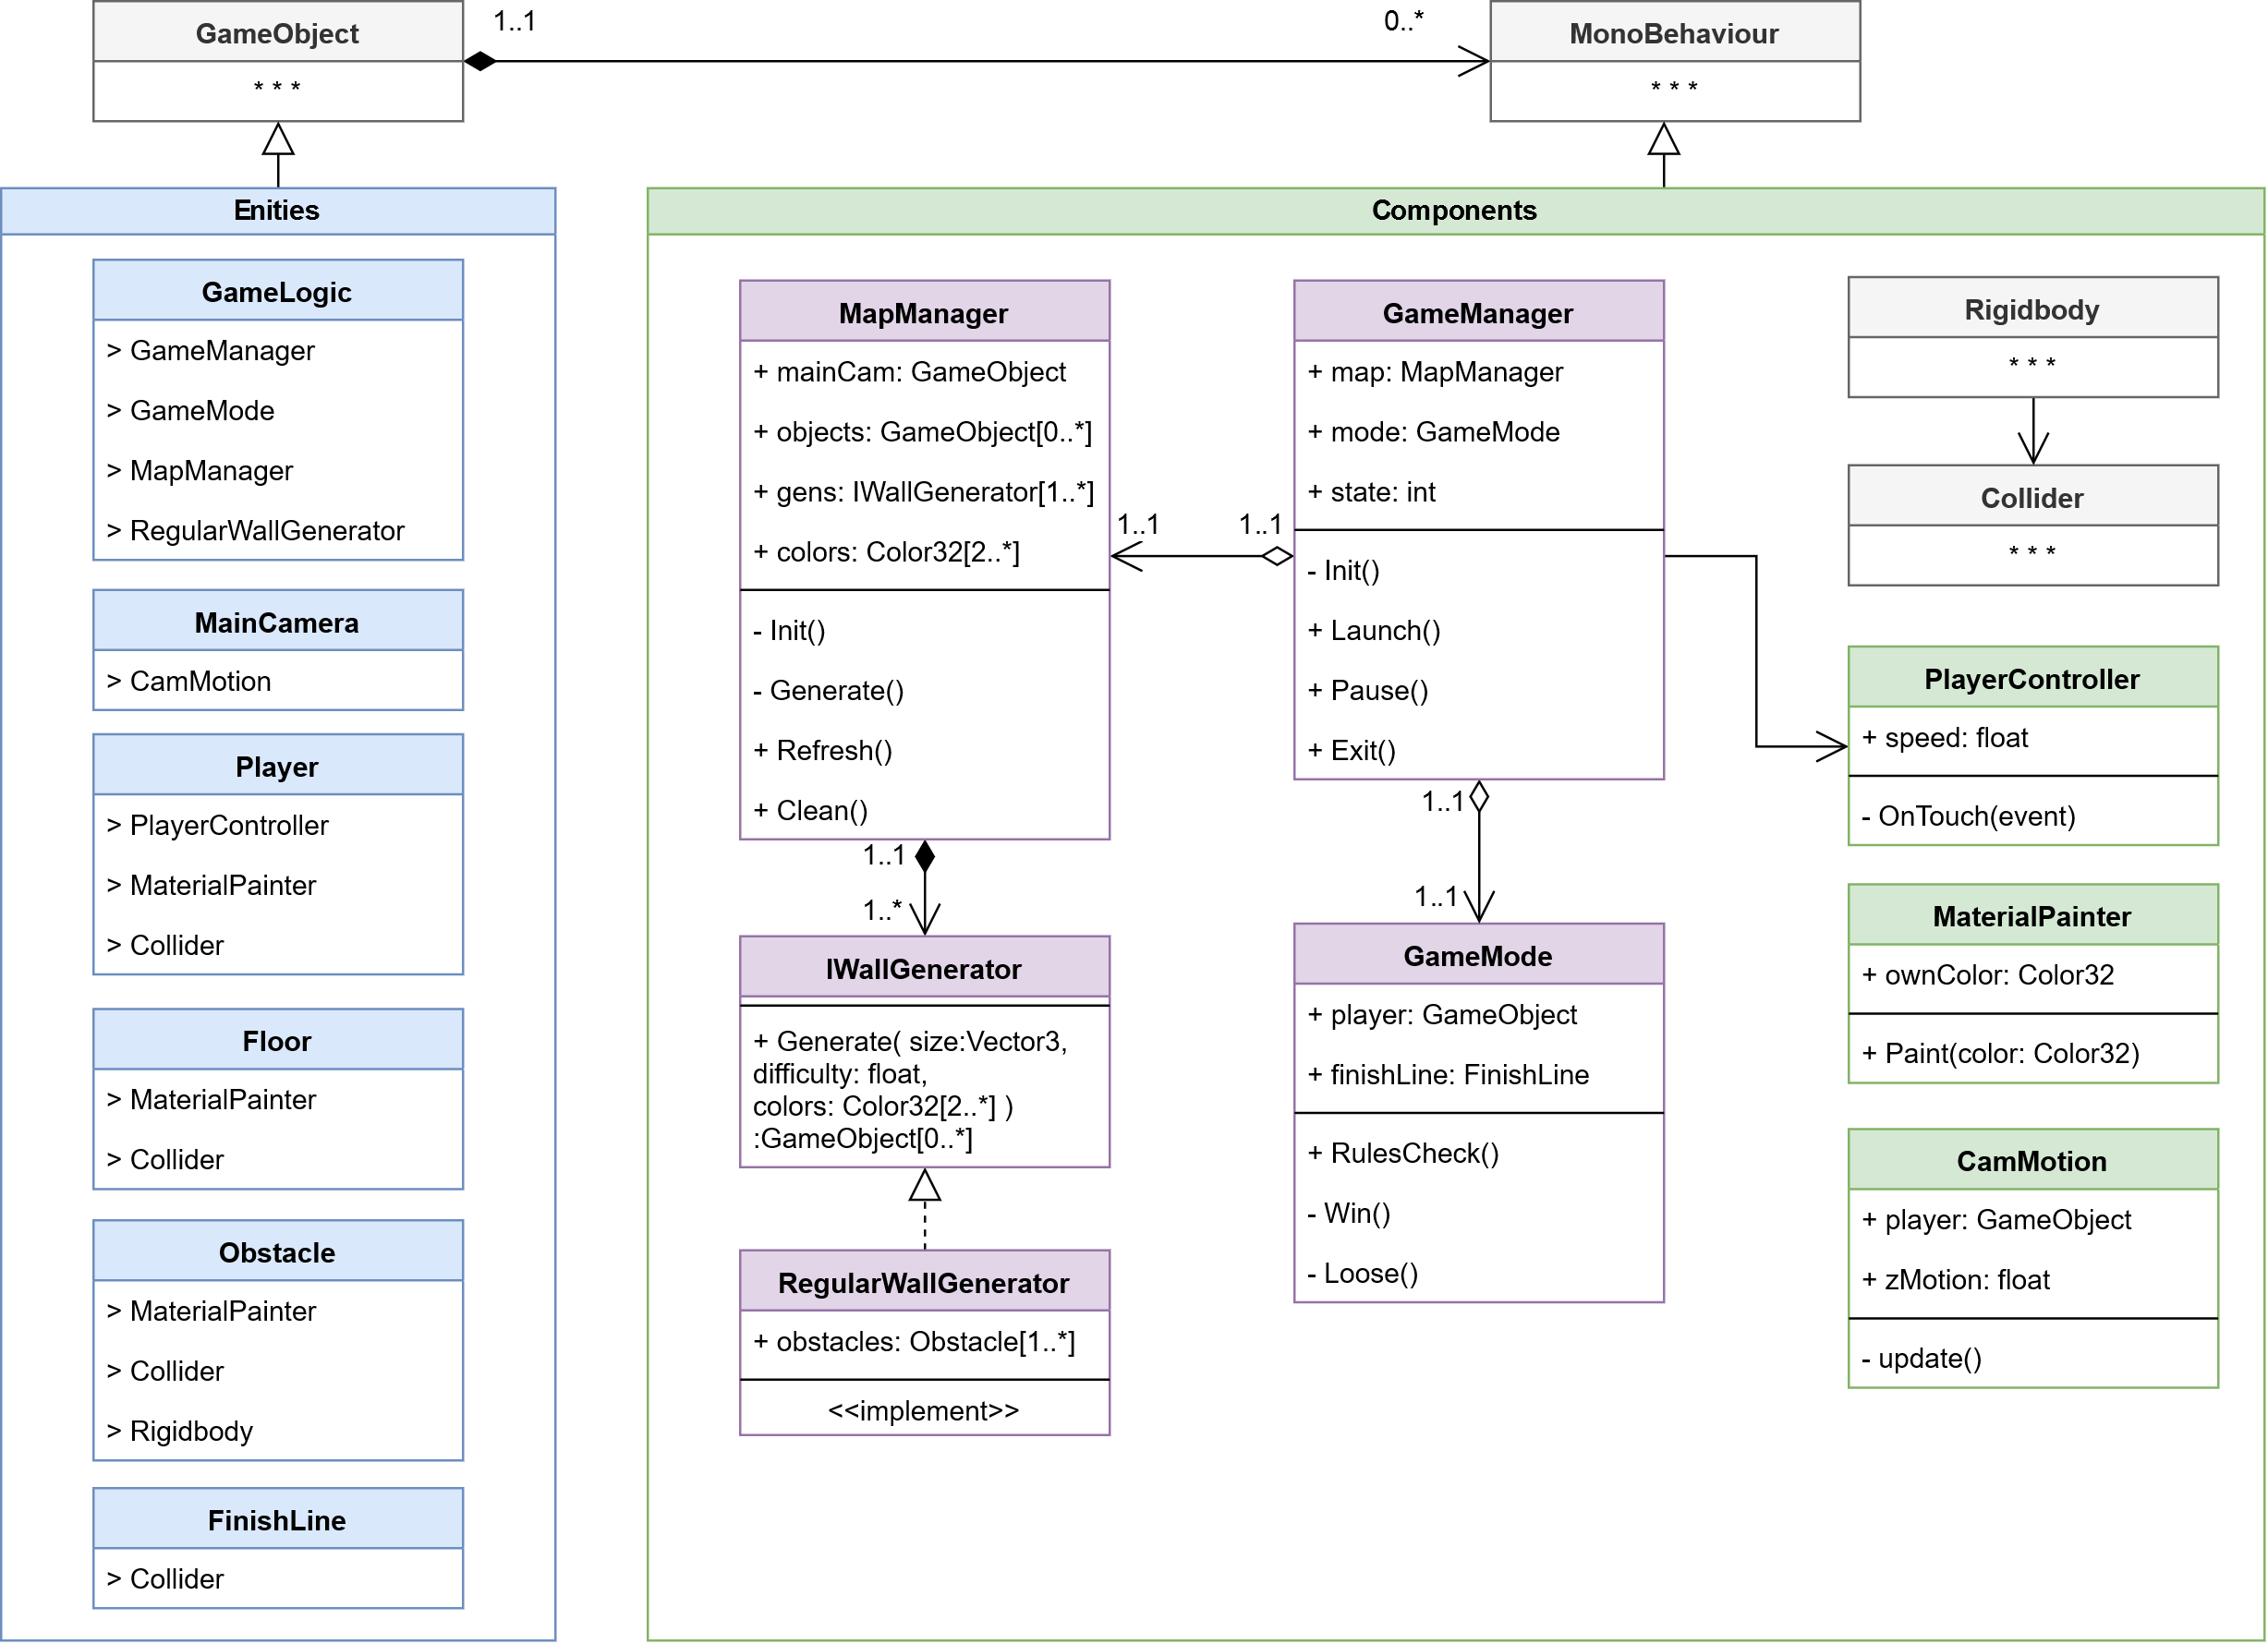 GameObject
* * *
1..1
0..*
MonoBehaviour
* * *
Enities
GameLogic
> GameManager
> GameMode
> MapManager
> RegularWallGenerator
MainCamera
> CamMotion
Player
> PlayerController
> MaterialPainter
> Collider
Floor
> MaterialPainter
> Collider
Obstacle
> MaterialPainter
> Collider
> Rigidbody
FinishLine
> Collider
Components
MapManager
+ mainCam: GameObject
+ objects: GameObject[0..*]
+ gens: IWallGenerator[1..*]
+ colors: Color32[2..*]
- Init()
- Generate()
+ Refresh()
+ Clean()
1..1
1..*
IWallGenerator
+ Generate( size:Vector3,
difficulty: float,
colors: Color32[2..*] )
:GameObject[0..*]
RegularWallGenerator
+ obstacles: Obstacle[1..*]
<<implement>>
1..1
1..1
GameManager
+ map: MapManager
+ mode: GameMode
+ state: int
- Init()
+ Launch()
+ Pause()
+ Exit()
1..1
1..1
GameMode
+ player: GameObject
+ finishLine: FinishLine
+ RulesCheck()
- Win()
- Loose()
Rigidbody
* * *
Collider
* * *
PlayerController
+ speed: float
- OnTouch(event)
MaterialPainter
+ ownColor: Color32
+ Paint(color: Color32)
CamMotion
+ player: GameObject
+ zMotion: float
- update()